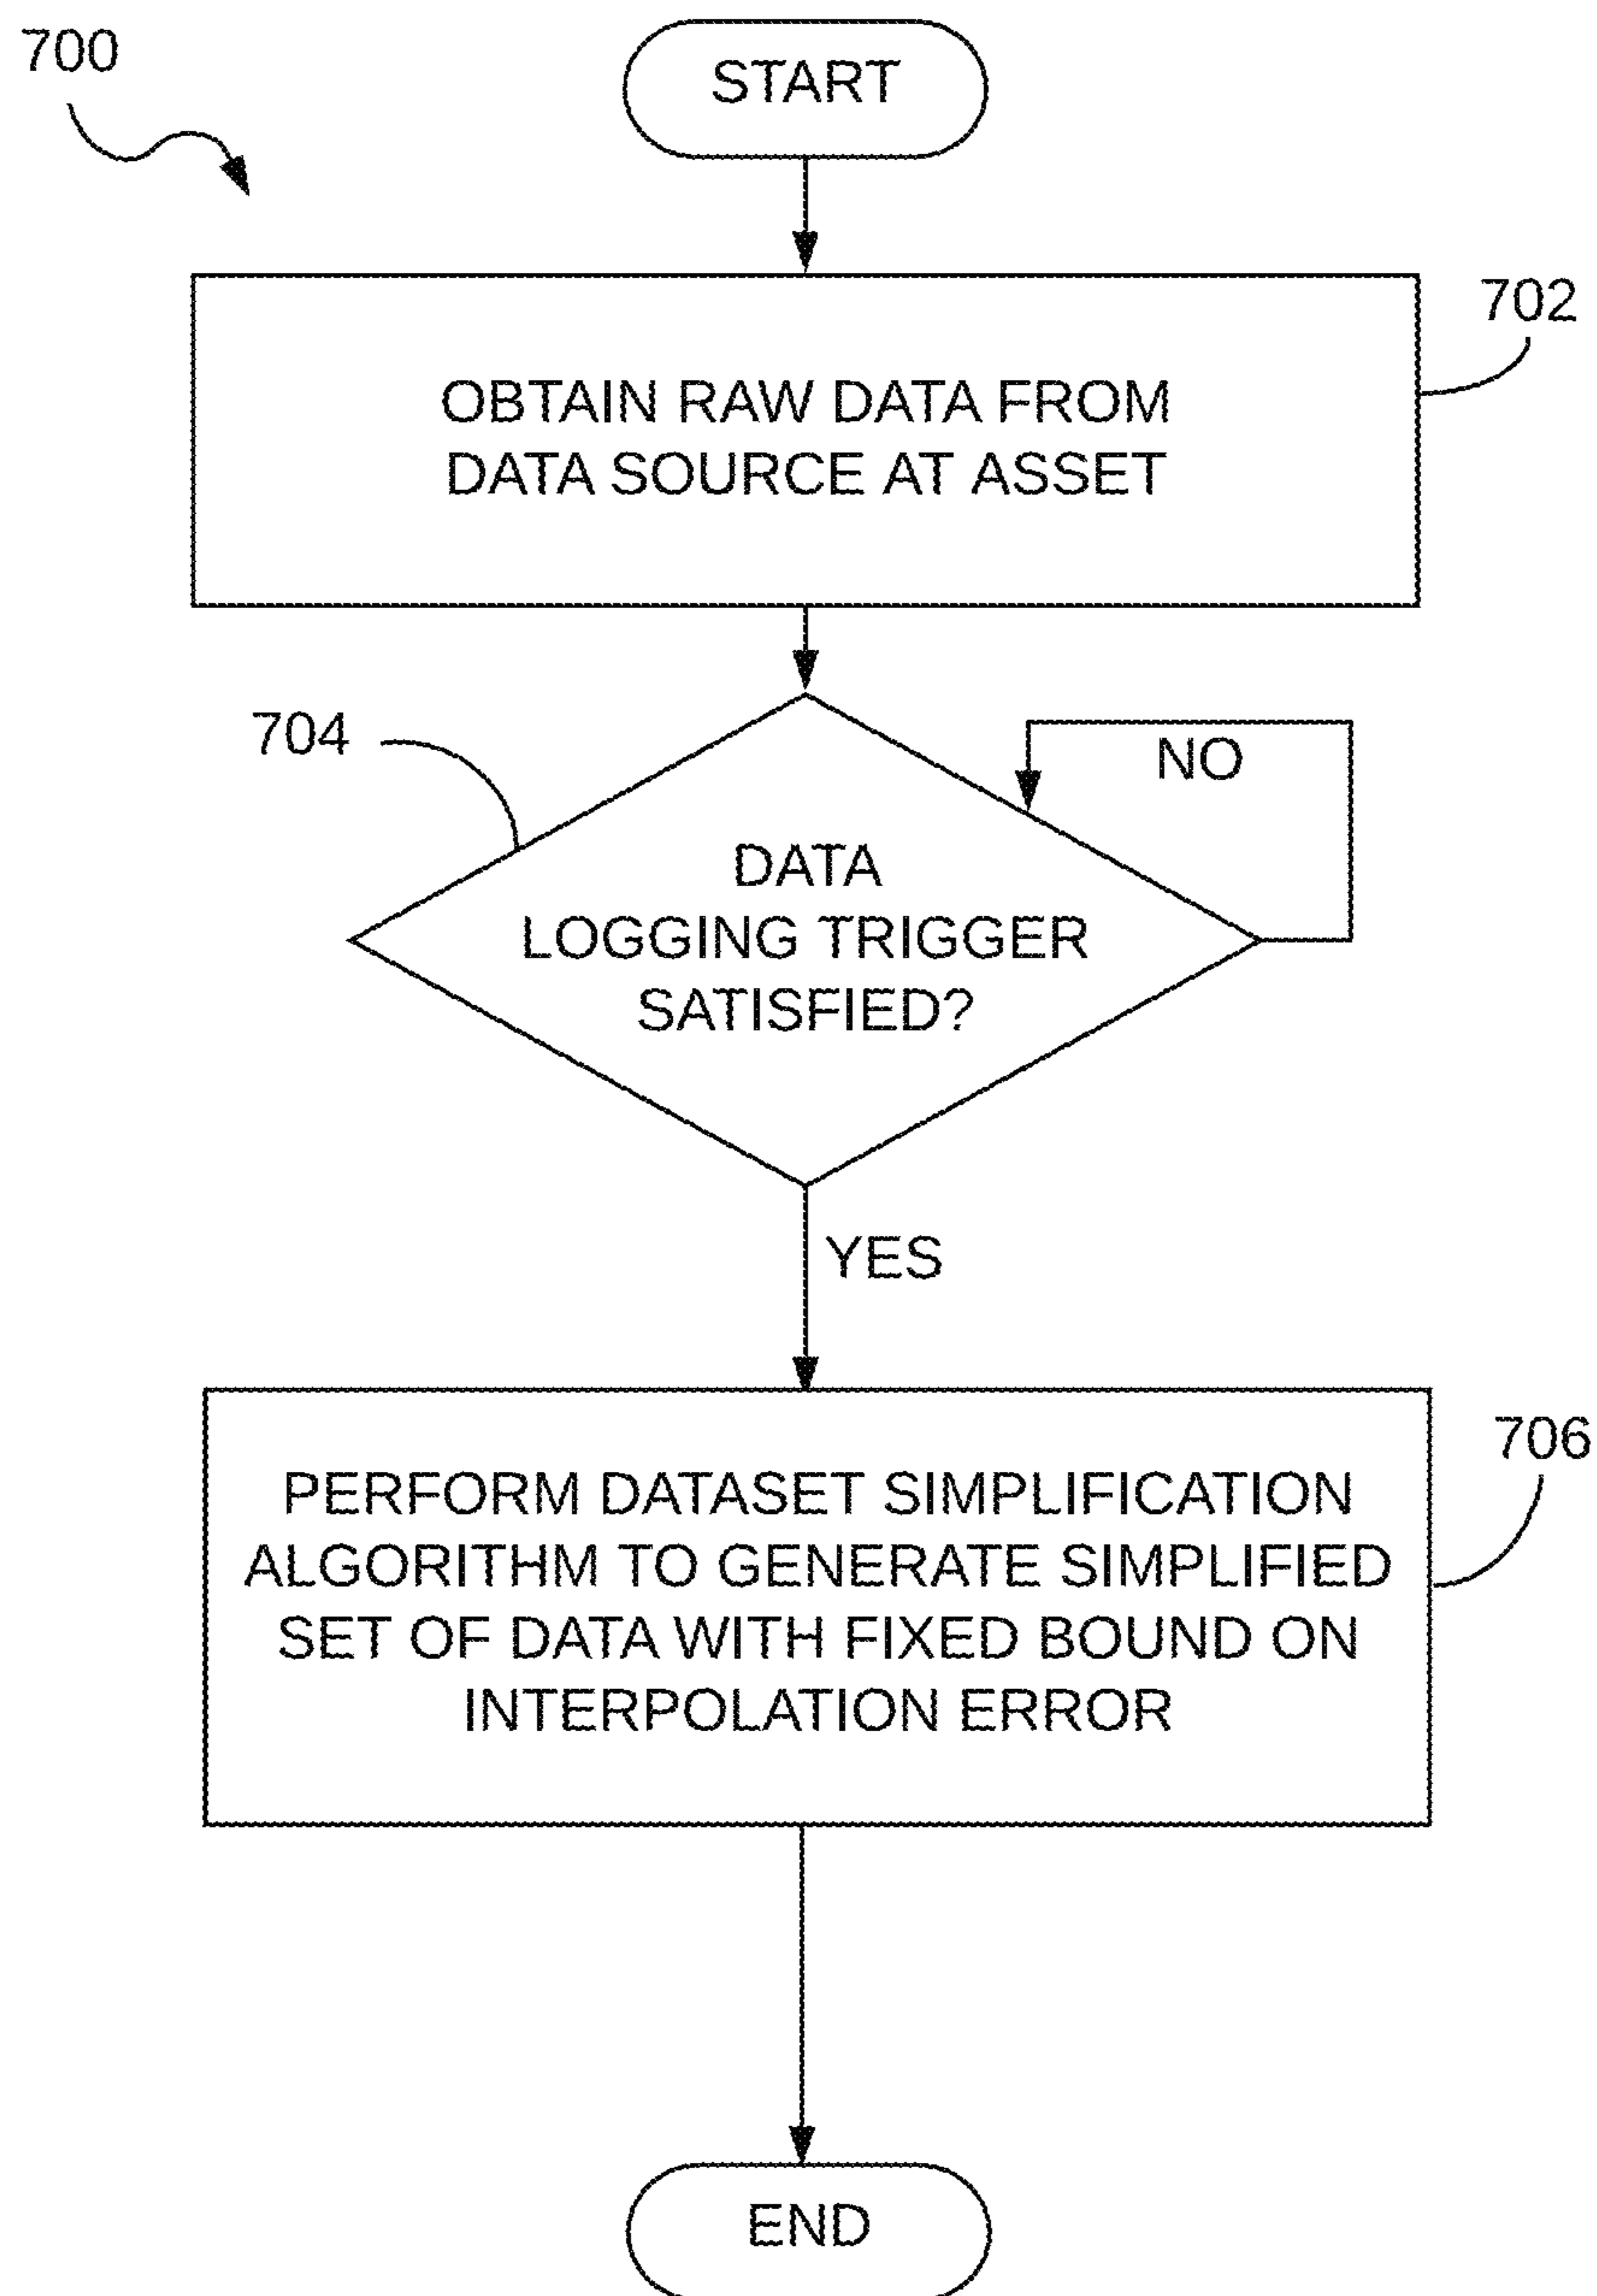 700
START
702
OBTAIN RAW DATA FROM
DATA SOURCE AT ASSET
704
NO
DATA
LOGGING TRIGGER
SATISFIED?
YES
706
PERFORM DATASET SIMPLIFICATION
ALGORITHM TO GENERATE SIMPLIFIED
SET OF DATA WITH FIXED BOUND ON
INTERPOLATION ERROR
END